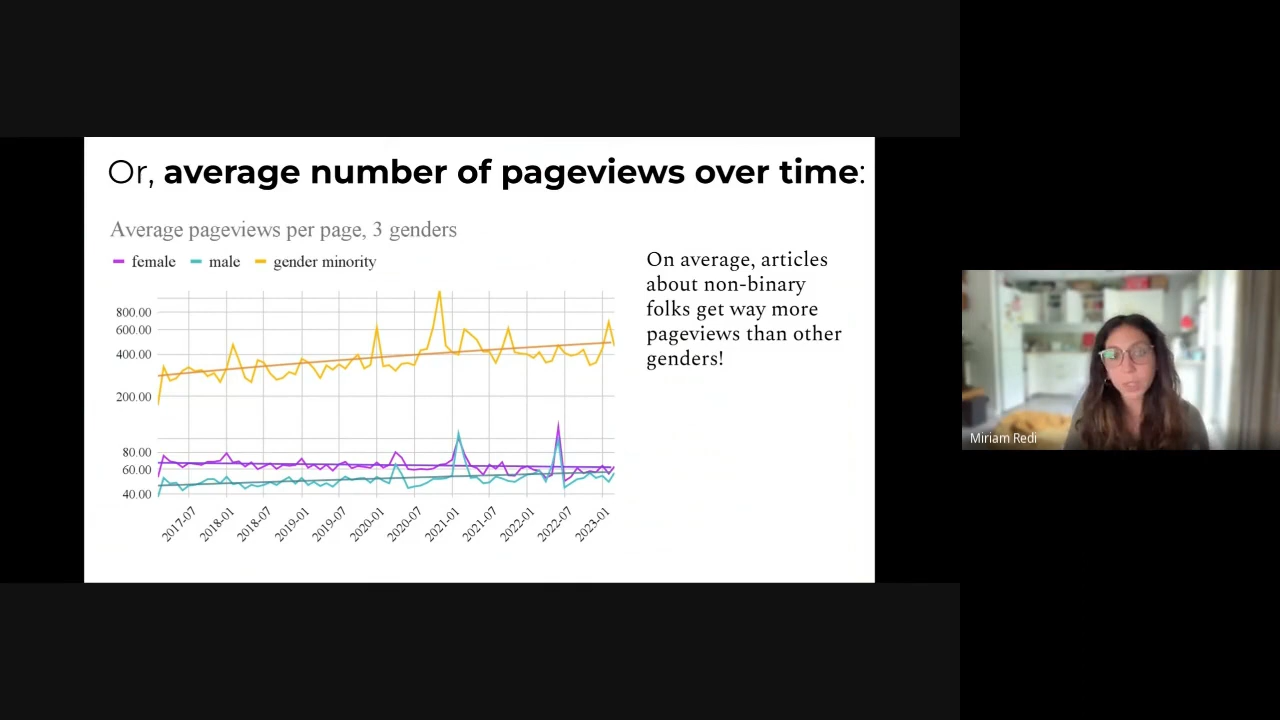 Or, average number of pageviews over time:
Average pageviews per page, 3 genders
female male gender minority
800.00
600.00
400.00
200.00
80.00
60.00
40.00
2017-07
2018-01
2018-07
2019-01
2019-07
2020-01
2020-07
2021-01
2021-07
2022-01
2022-07
2023-01
On average, articles
about non-binary
folks get way more
pageviews than other
genders!
Miriam Redi